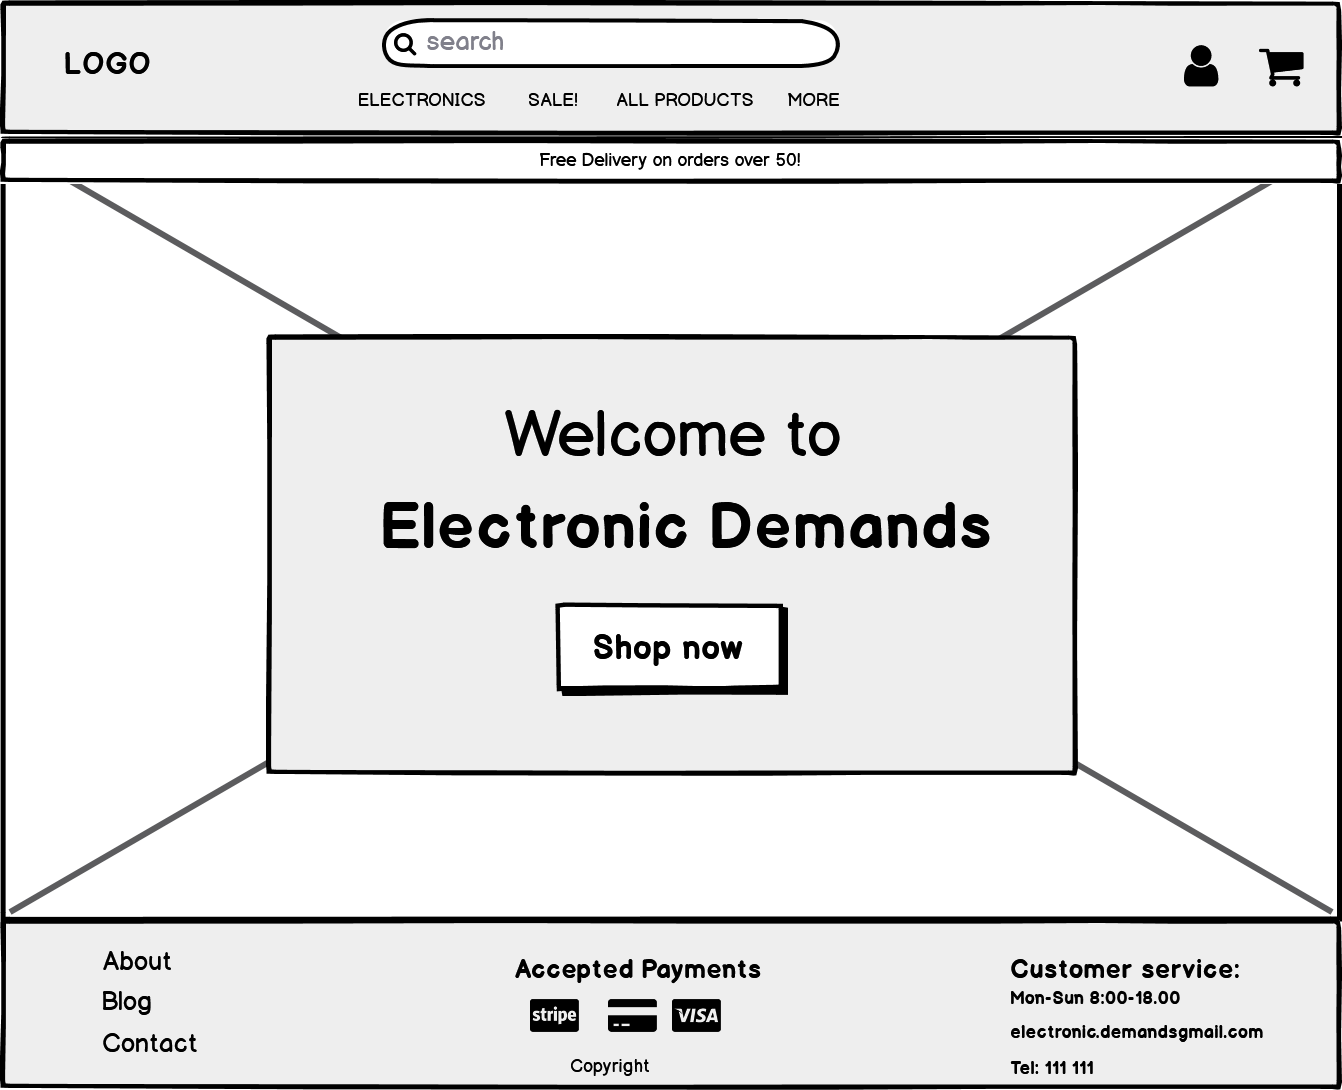 LOGO
search
ELECTRONICS SALE! ALL PRODUCTS MORE
Free Delivery on orders over 50!
Welcome to
Electronic Demands
Shop now
About
Blog
Contact
Accepted Payments
stripe VISA
Copyright
Customer service:
Mon-Sun 8:00-18.00
electronic.demandsgmail.com
Tel: 111 111